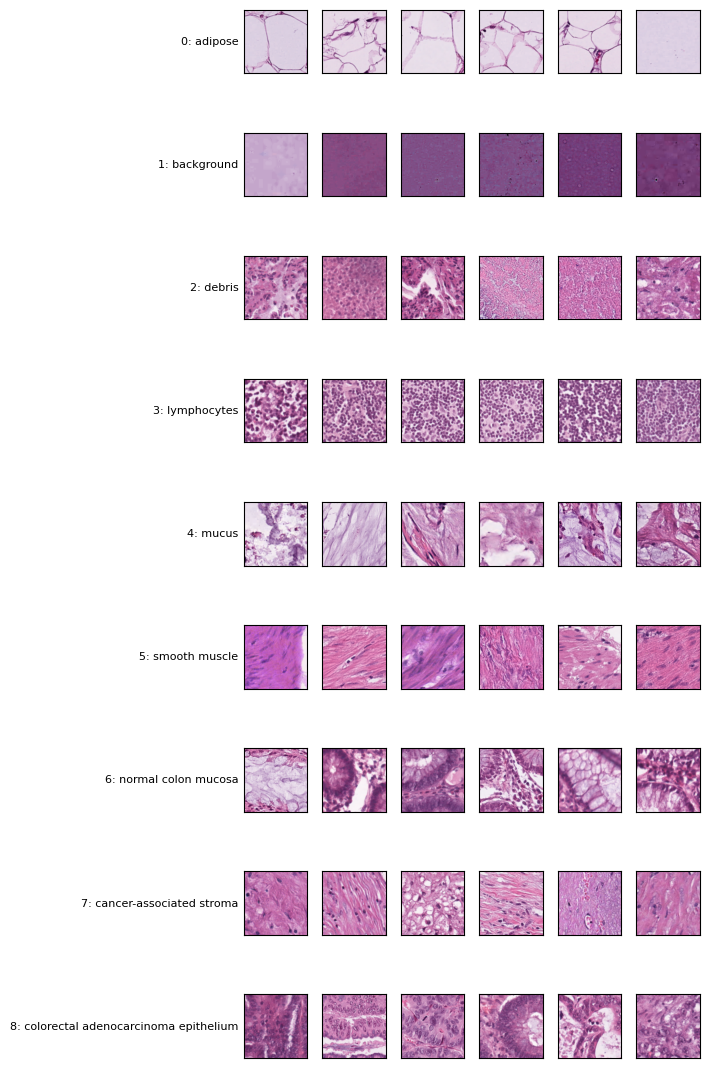 0: adipose
1: background
2: debris
3: lymphocytes
4: mucus
5: smooth muscle
6: normal colon mucosa
7: cancer-associated stroma
8: colorectal adenocarcinoma epithelium